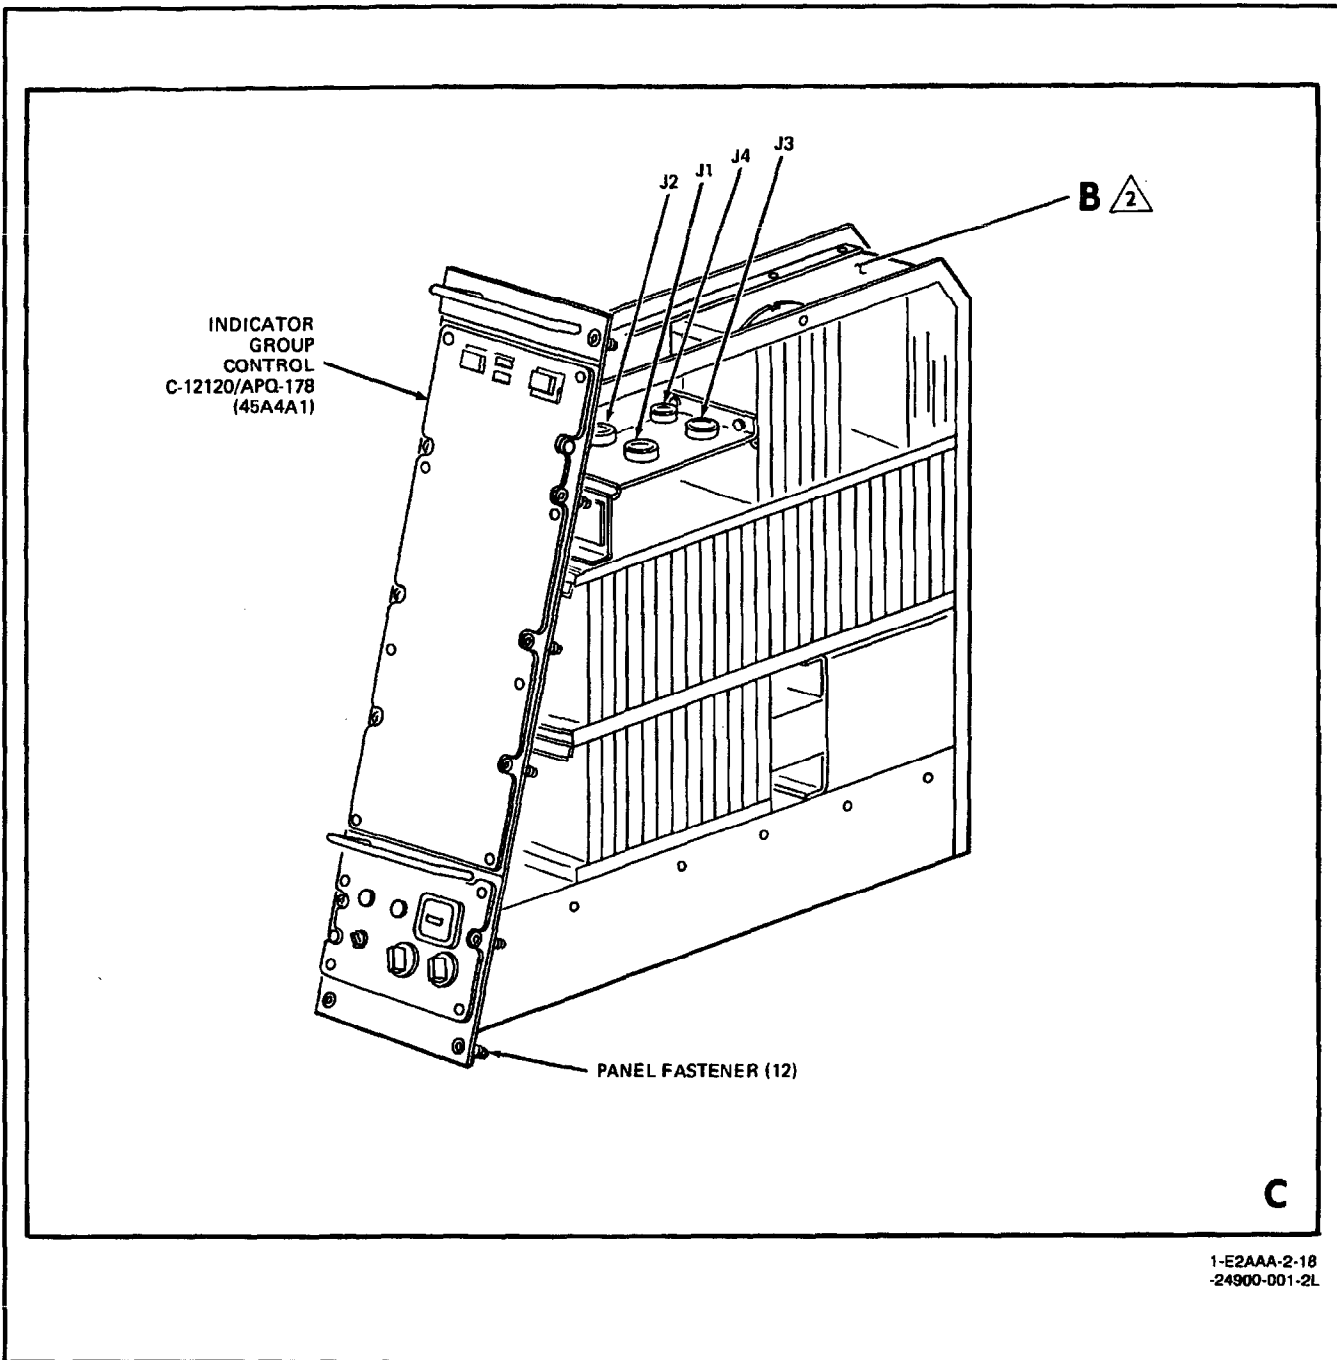 J2
J1
J4
J3
B 2
INDICATOR
GROUP
CONTROL
C-12120/APQ-178
(45A4A1)
PANEL FASTENER (12)
C
1-E2AAA-2-18
-24900-001-2L